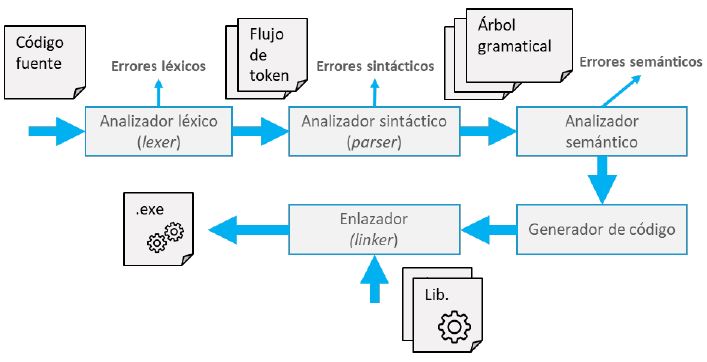 Código
fuente
Errores léxicos
Flujo
de
token
Errores sintácticos
Árbol
gramatical
Errores semánticos
Analizador léxico
(lexer)
Analizador sintáctico
(parser)
Analizador
semántico
.exe
Enlazador
(linker)
Generador de código
Lib.